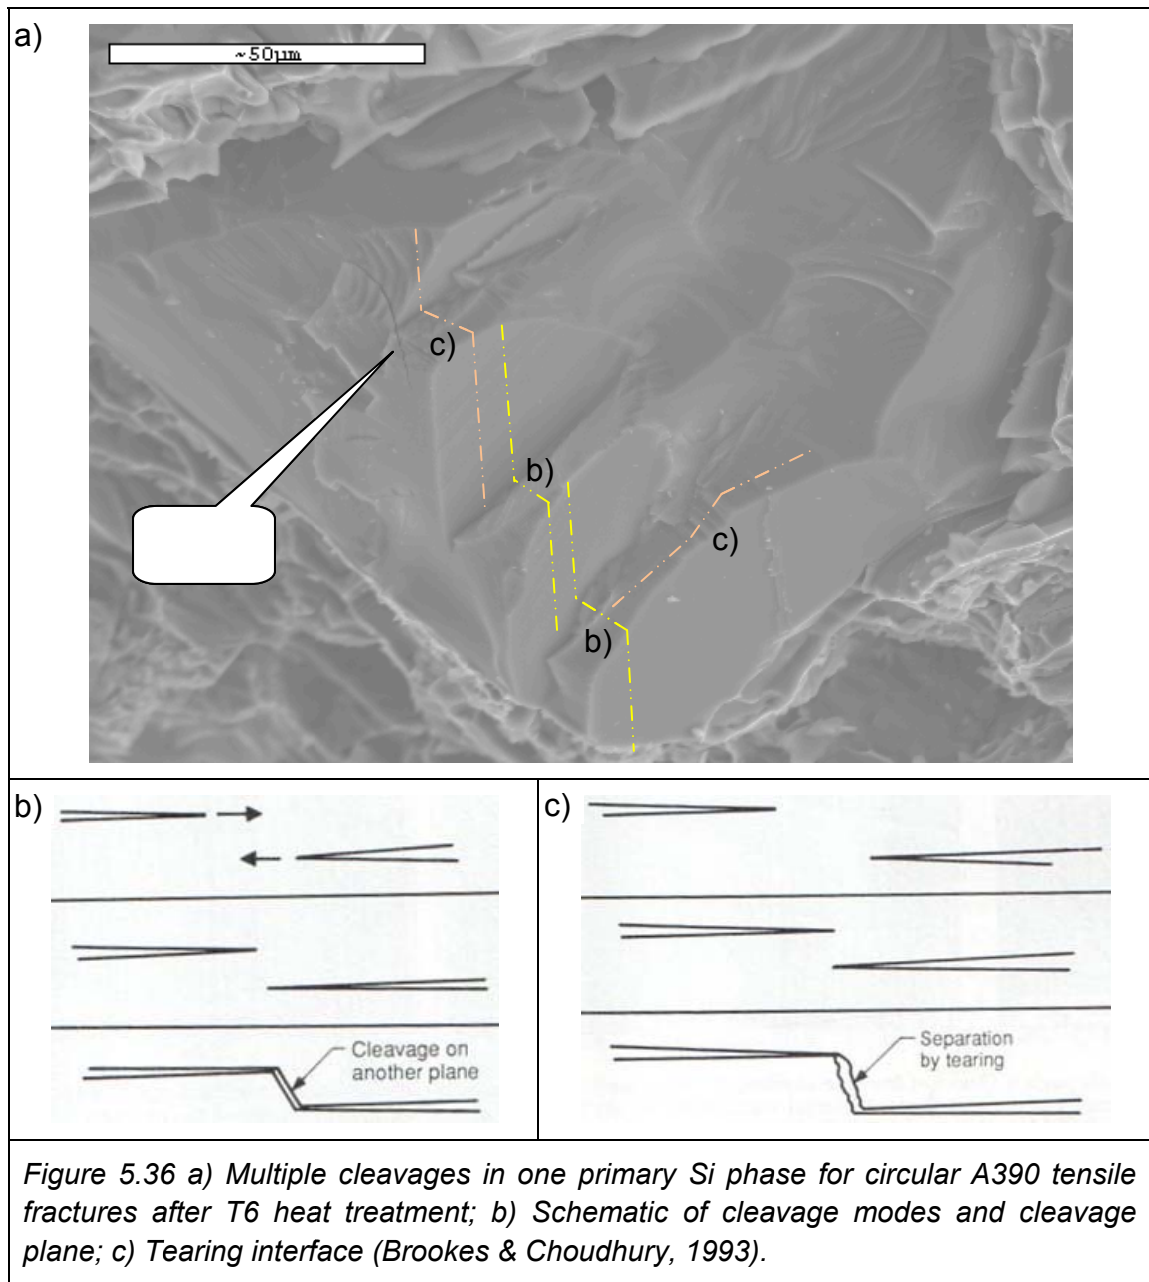 a)
~50µm
c)
b)
c)
b)
b)
Cleavage on
another plane
c)
Separation
by tearing
Figure 5.36 a) Multiple cleavages in one primary Si phase for circular A390 tensile
fractures after T6 heat treatment; b) Schematic of cleavage modes and cleavage
plane; c) Tearing interface (Brookes & Choudhury, 1993).